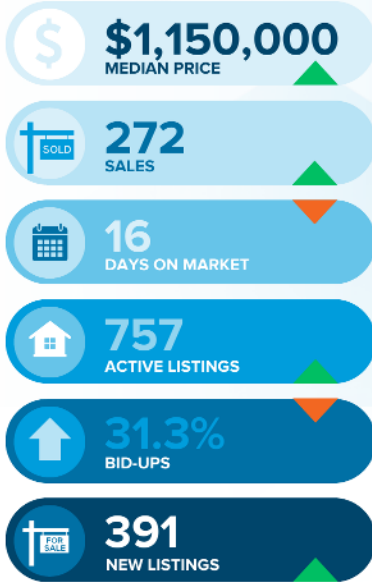 $
$1,150,000
MEDIAN PRICE
SOLD
272
SALES
16
DAYS ON MARKET
757
ACTIVE LISTINGS
31.3%
BID-UPS
FOR
SALE
391
NEW LISTINGS